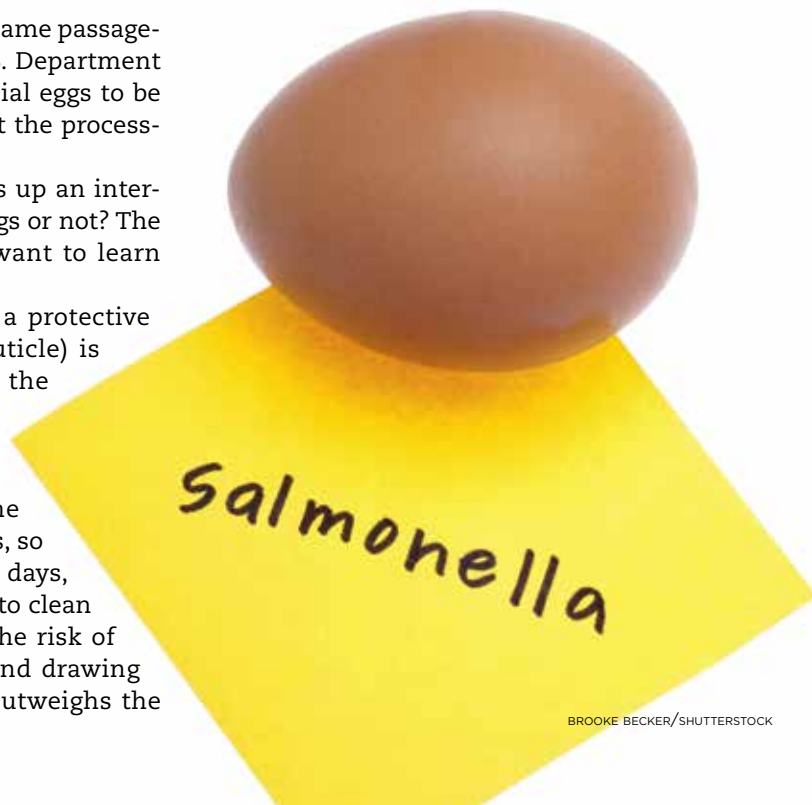 ame passage-
. Department
ial eggs to be
t the process-
s up an inter-
gs or not? The
want to learn
a protective
uticle) is
the
ne
s, so
days,
to clean
he risk of
nd drawing
utweighs the
salmonella
BROOKE BECKER/SHUTTERSTOCK